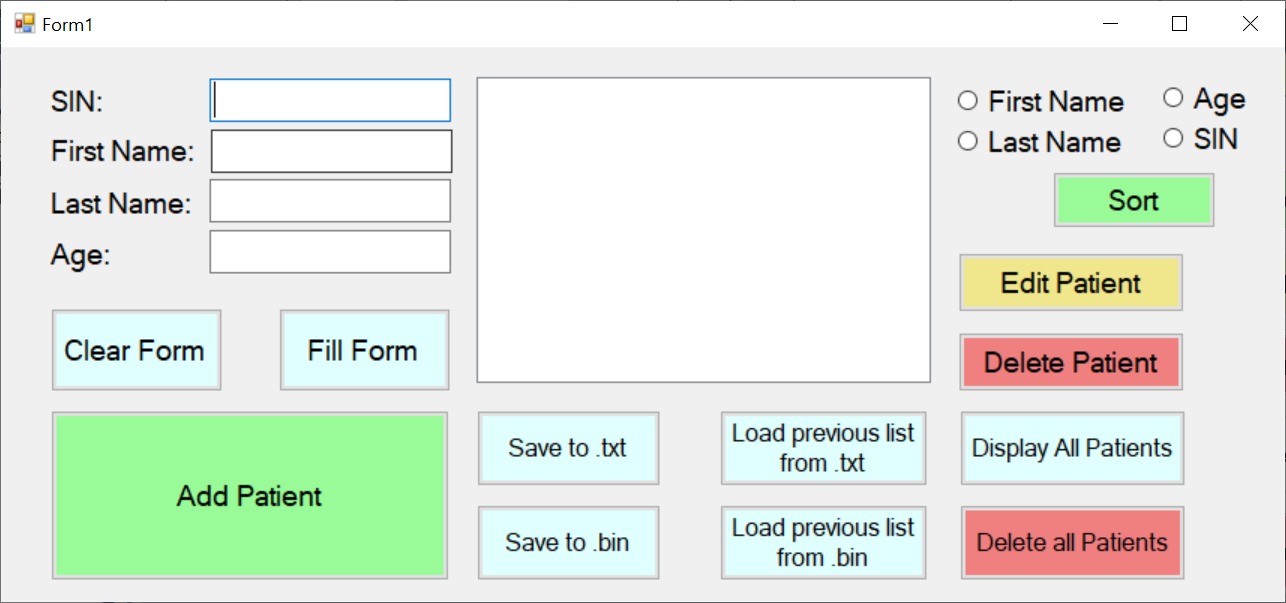 Form1
SIN:
First Name:
Last Name:
Age:
First Name
Age
Last Name
SIN
Sort
Edit Patient
Delete Patient
Clear Form
Fill Form
Add Patient
Save to .txt
Load previous list
from .txt
Display All Patients
Save to .bin
Load previous list
from .bin
Delete all Patients